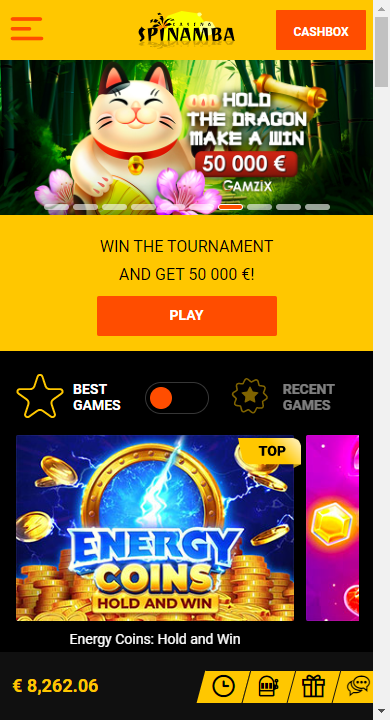 CASINO
SPINAMBA
CASHBOX
HOLD
THE DRAGON
MAKE A WIN
50 000 €
GAMZIX
WIN THE TOURNAMENT
AND GET 50 000 €!
PLAY
BEST
GAMES
RECENT
GAMES
TOP
ENERGY
COINS
HOLD AND WIN
Energy Coins: Hold and Win
€ 8,262.06